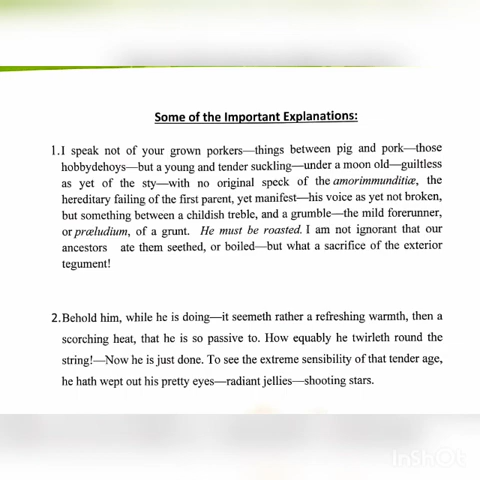 Some of the Important Explanations:
1.I speak not of your grown porkers—things between pig and pork—those
hobbydehoys—but a young and tender suckling—under a moon old—guiltless
as yet of the sty—with no original speck of the amorimmunditiæ, the
hereditary failing of the first parent, yet manifest—his voice as yet not broken,
but something between a childish treble, and a grumble—the mild forerunner,
or præludium, of a grunt. He must be roasted. I am not ignorant that our
ancestors ate them seethed, or boiled—but what a sacrifice of the exterior
tegument!
2.Behold him, while he is doing—it seemeth rather a refreshing warmth, then a
scorching heat, that he is so passive to. How equably he twirleth round the
string!—Now he is just done. To see the extreme sensibility of that tender age,
he hath wept out his pretty eyes—radiant jellies—shooting stars.
InShOt